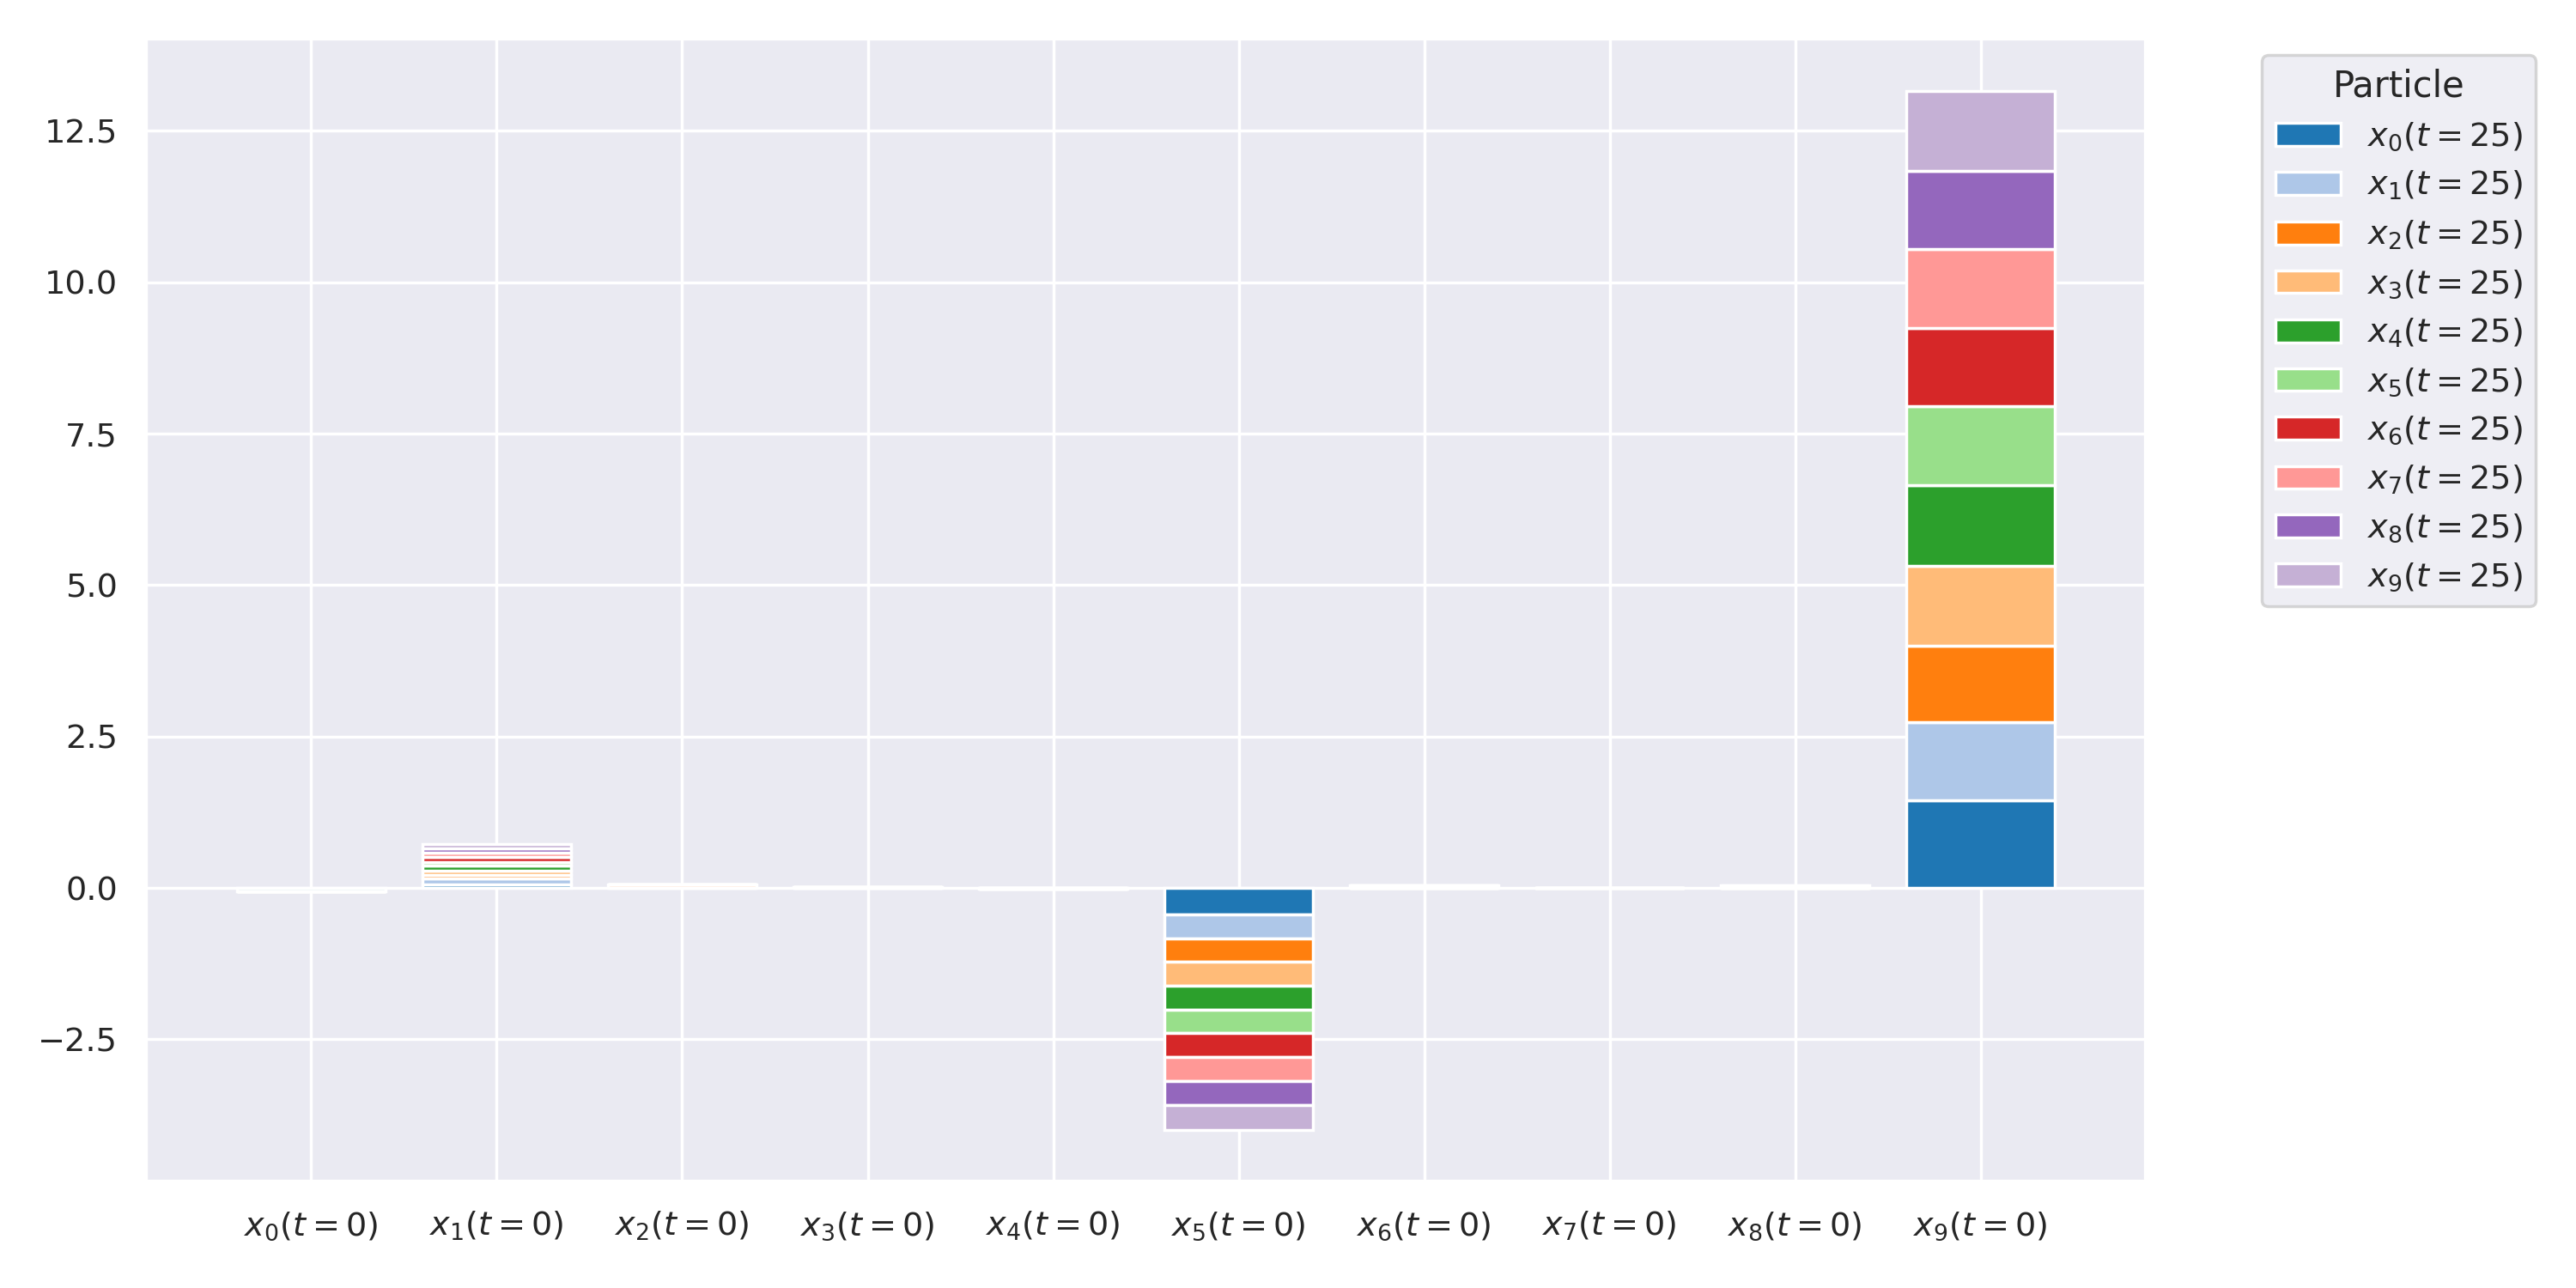 12.5
10.0
7.5
5.0
2.5
0.0
−2.5
x₀(t = 0)
x₁(t = 0)
x₂(t = 0)
x₃(t = 0)
x₄(t = 0)
x₅(t = 0)
x₆(t = 0)
x₇(t = 0)
x₈(t = 0)
x₉(t = 0)
Particle
x₀(t = 25)
x₁(t = 25)
x₂(t = 25)
x₃(t = 25)
x₄(t = 25)
x₅(t = 25)
x₆(t = 25)
x₇(t = 25)
x₈(t = 25)
x₉(t = 25)